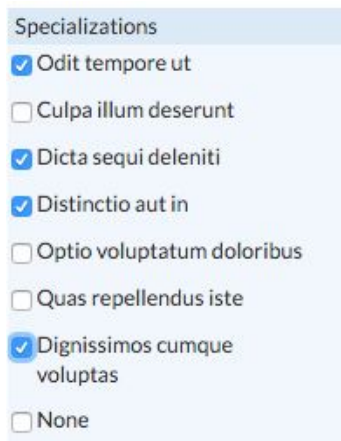 Specializations
Odit tempore ut
Culpa illum deserunt
Dicta sequi deleniti
Distinctio aut in
Optio voluptatum doloribus
Quas repellendus iste
Dignissimos cumque
voluptas
None